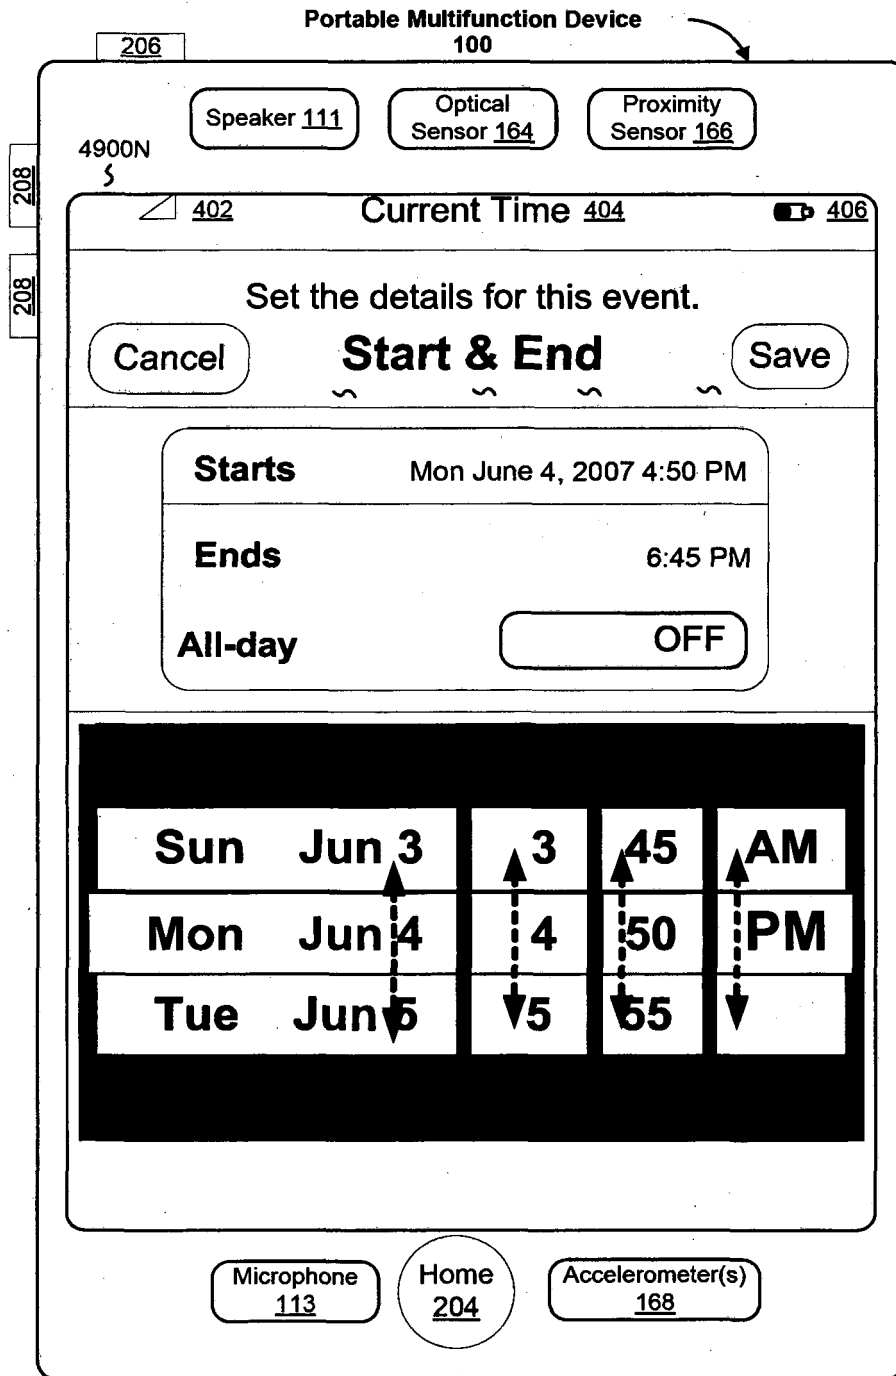 Portable Multifunction Device
100
206
Speaker 111
Optical
Sensor 164
Proximity
Sensor 166
4900N
208
208
402
Current Time 404
406
Set the details for this event.
Cancel
Start & End
Save
Starts
Mon June 4, 2007 4:50 PM
Ends
6:45 PM
All-day
OFF
Sun Jun 3 3 45 AM
Mon Jun 4 4 50 PM
Tue Jun 5 5 55
Microphone
113
Home
204
Accelerometer(s)
168